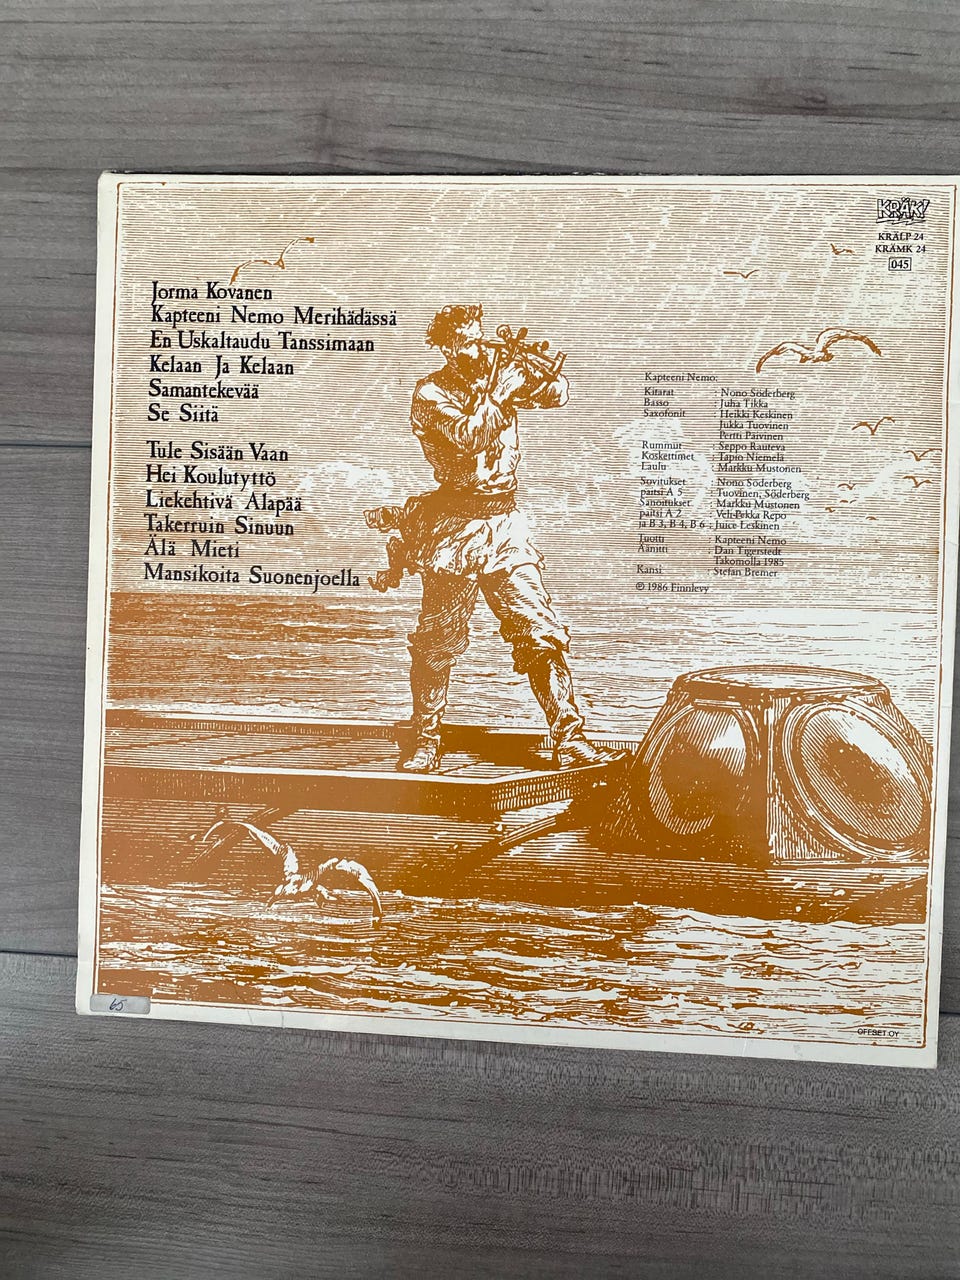 KRÄK!
KRÄLP 24
KRÄMK 24
045
Jorma Kovanen
Kapteeni Nemo Merihädässä
En Uskaltaudu Tanssimaan
Kelaan Ja Kelaan
Samantekevää
Se Siitä
Tule Sisään Vaan
Hei Koulutyttö
Liekehtivä Alapää
Takerruin Sinuun
Älä Mieti
Mansikoita Suonenjoella
Kapteeni Nemo:
Kitarat : Nono Söderberg
Basso : Juha Tikka
Saxofonit : Heikki Keskinen
Jukka Tuovinen
Pertti Päivinen
Rummut : Seppo Rauteva
Koskettimet : Tapio Niemelä
Laulu : Markku Mustonen
Sovitukset : Nono Söderberg
paitsi A 5 : Tuovinen, Söderberg
Sanoitukset : Markku Mustonen
paitsi A 2 : Veli-Pekka Repo
ja B 3, B 4, B 6 : Juice Leskinen
Tuotti : Kapteeni Nemo
Äänitti : Dan Tigerstedt
Takomolla 1985
Kansi : Stefan Bremer
℗ 1986 Finnlevy
65
OFFSET OY